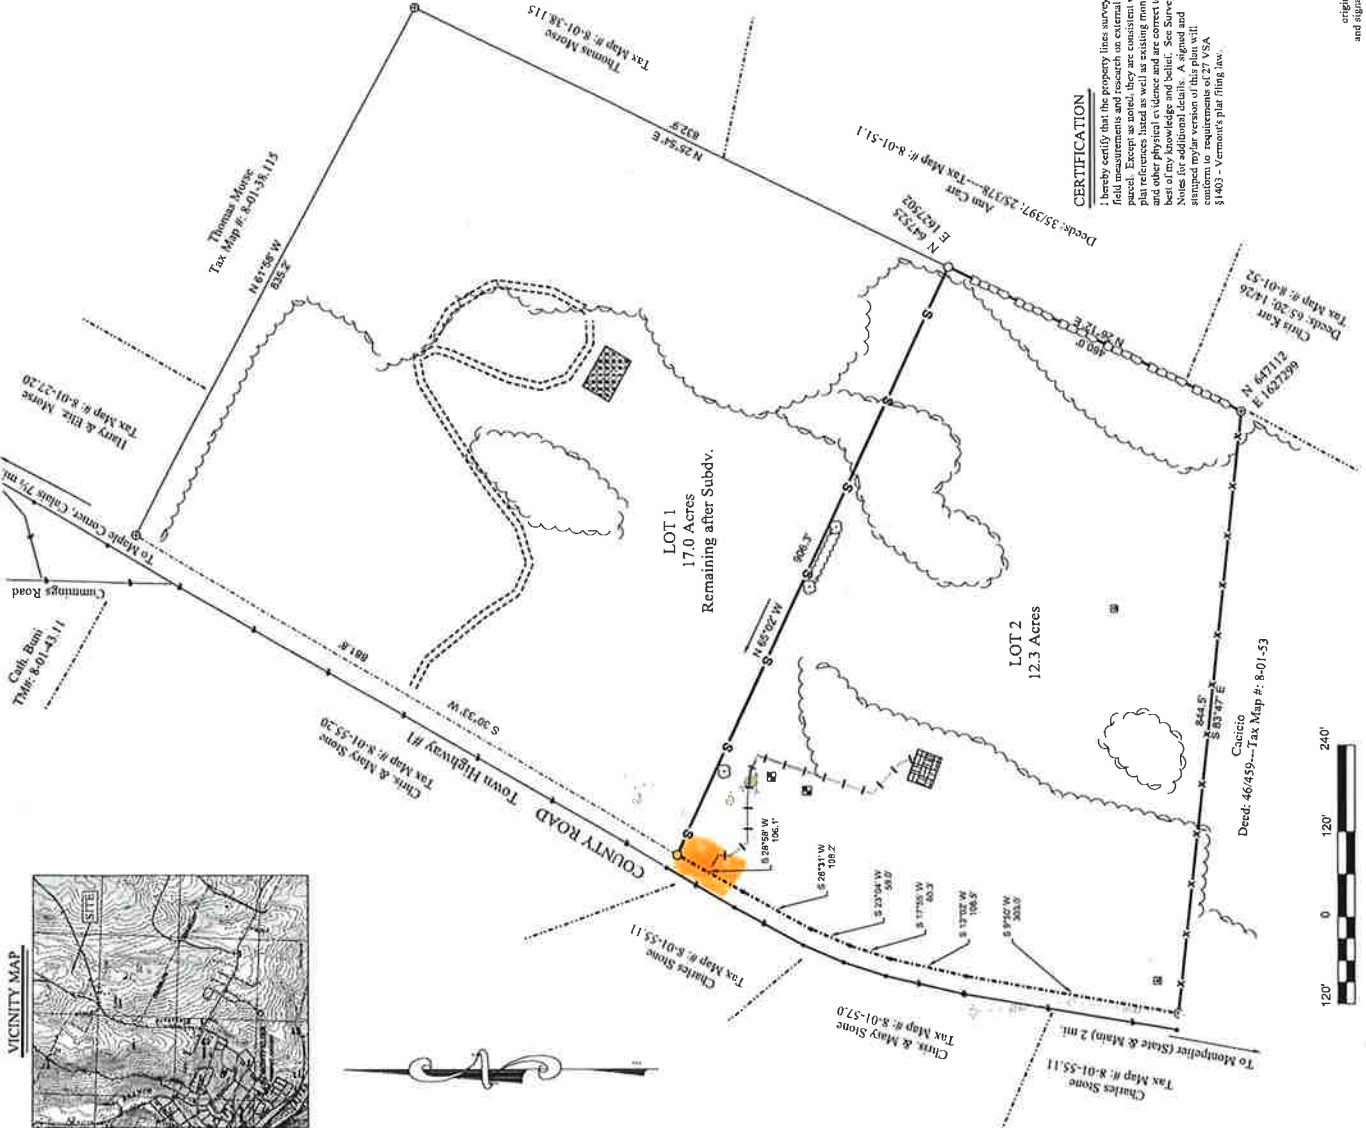 VICINITY MAP
SITE
Thomas Morse
Tax Map #: 8-01-38.115
Thomas Morse
Tax Map #: 8-01-38.115
N 61°58' W
835.2'
N 25°54' E
832.9'
Harry & Eliz. Morse
Tax Map #: 8-01-27.20
To Maple Corner, Calais 7½ mi.
Cummings Road
Cath. Buni
TM#: 8-01-43.11
881.8'
S 30°33' W
Chris. & Mary Stone
Tax Map #: 8-01-55.20
Town Highway #1
COUNTY ROAD
LOT 1
17.0 Acres
Remaining after Subdv.
Ann Carr
Deeds: 35/397; 25/378---Tax Map #: 8-01-51.1
N 647525
E 1627502
CERTIFICATION
I hereby certify that the property lines survey
field measurements and research on external
parcel. Except as noted, they are consistent
plat references listed as well as existing mon
and other physical evidence and are correct
best of my knowledge and belief. See Surve
Notes for additional details. A signed and
stamped mylar version of this plan will
conform to requirements of 27 VSA
§1403 - Vermont's plat filing law.
origi
and signa
Chris Karr
Deeds: 65/20; 14/26
Tax Map #: 8-01-52
N 26°12' E
460.0'
N 647112
E 1627299
906.3'
N 65°02' W
LOT 2
12.3 Acres
844.5'
S 83°47' E
Cacicio
Deed: 46/459---Tax Map #: 8-01-53
S 28°58' W
106.1'
S 28°31' W
108.2'
S 23°04' W
59.0'
S 17°55' W
60.3'
S 13°02' W
106.5'
S 9°50' W
303.0'
Charles Stone
Tax Map #: 8-01-55.11
Chris. & Mary Stone
Tax Map #: 8-01-57.0
To Montpelier (State & Main) 2 mi.
Charles Stone
Tax Map #: 8-01-55.11
N
120' 0 120' 240'